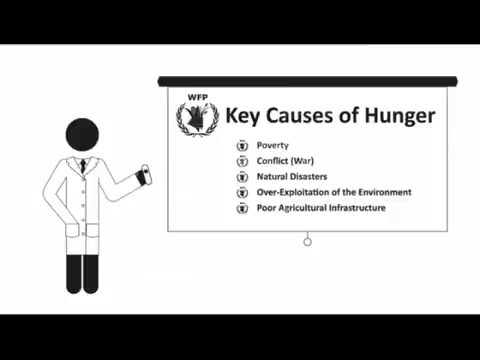 WFP
Key Causes of Hunger
Poverty
Conflict (War)
Natural Disasters
Over-Exploitation of the Environment
Poor Agricultural Infrastructure